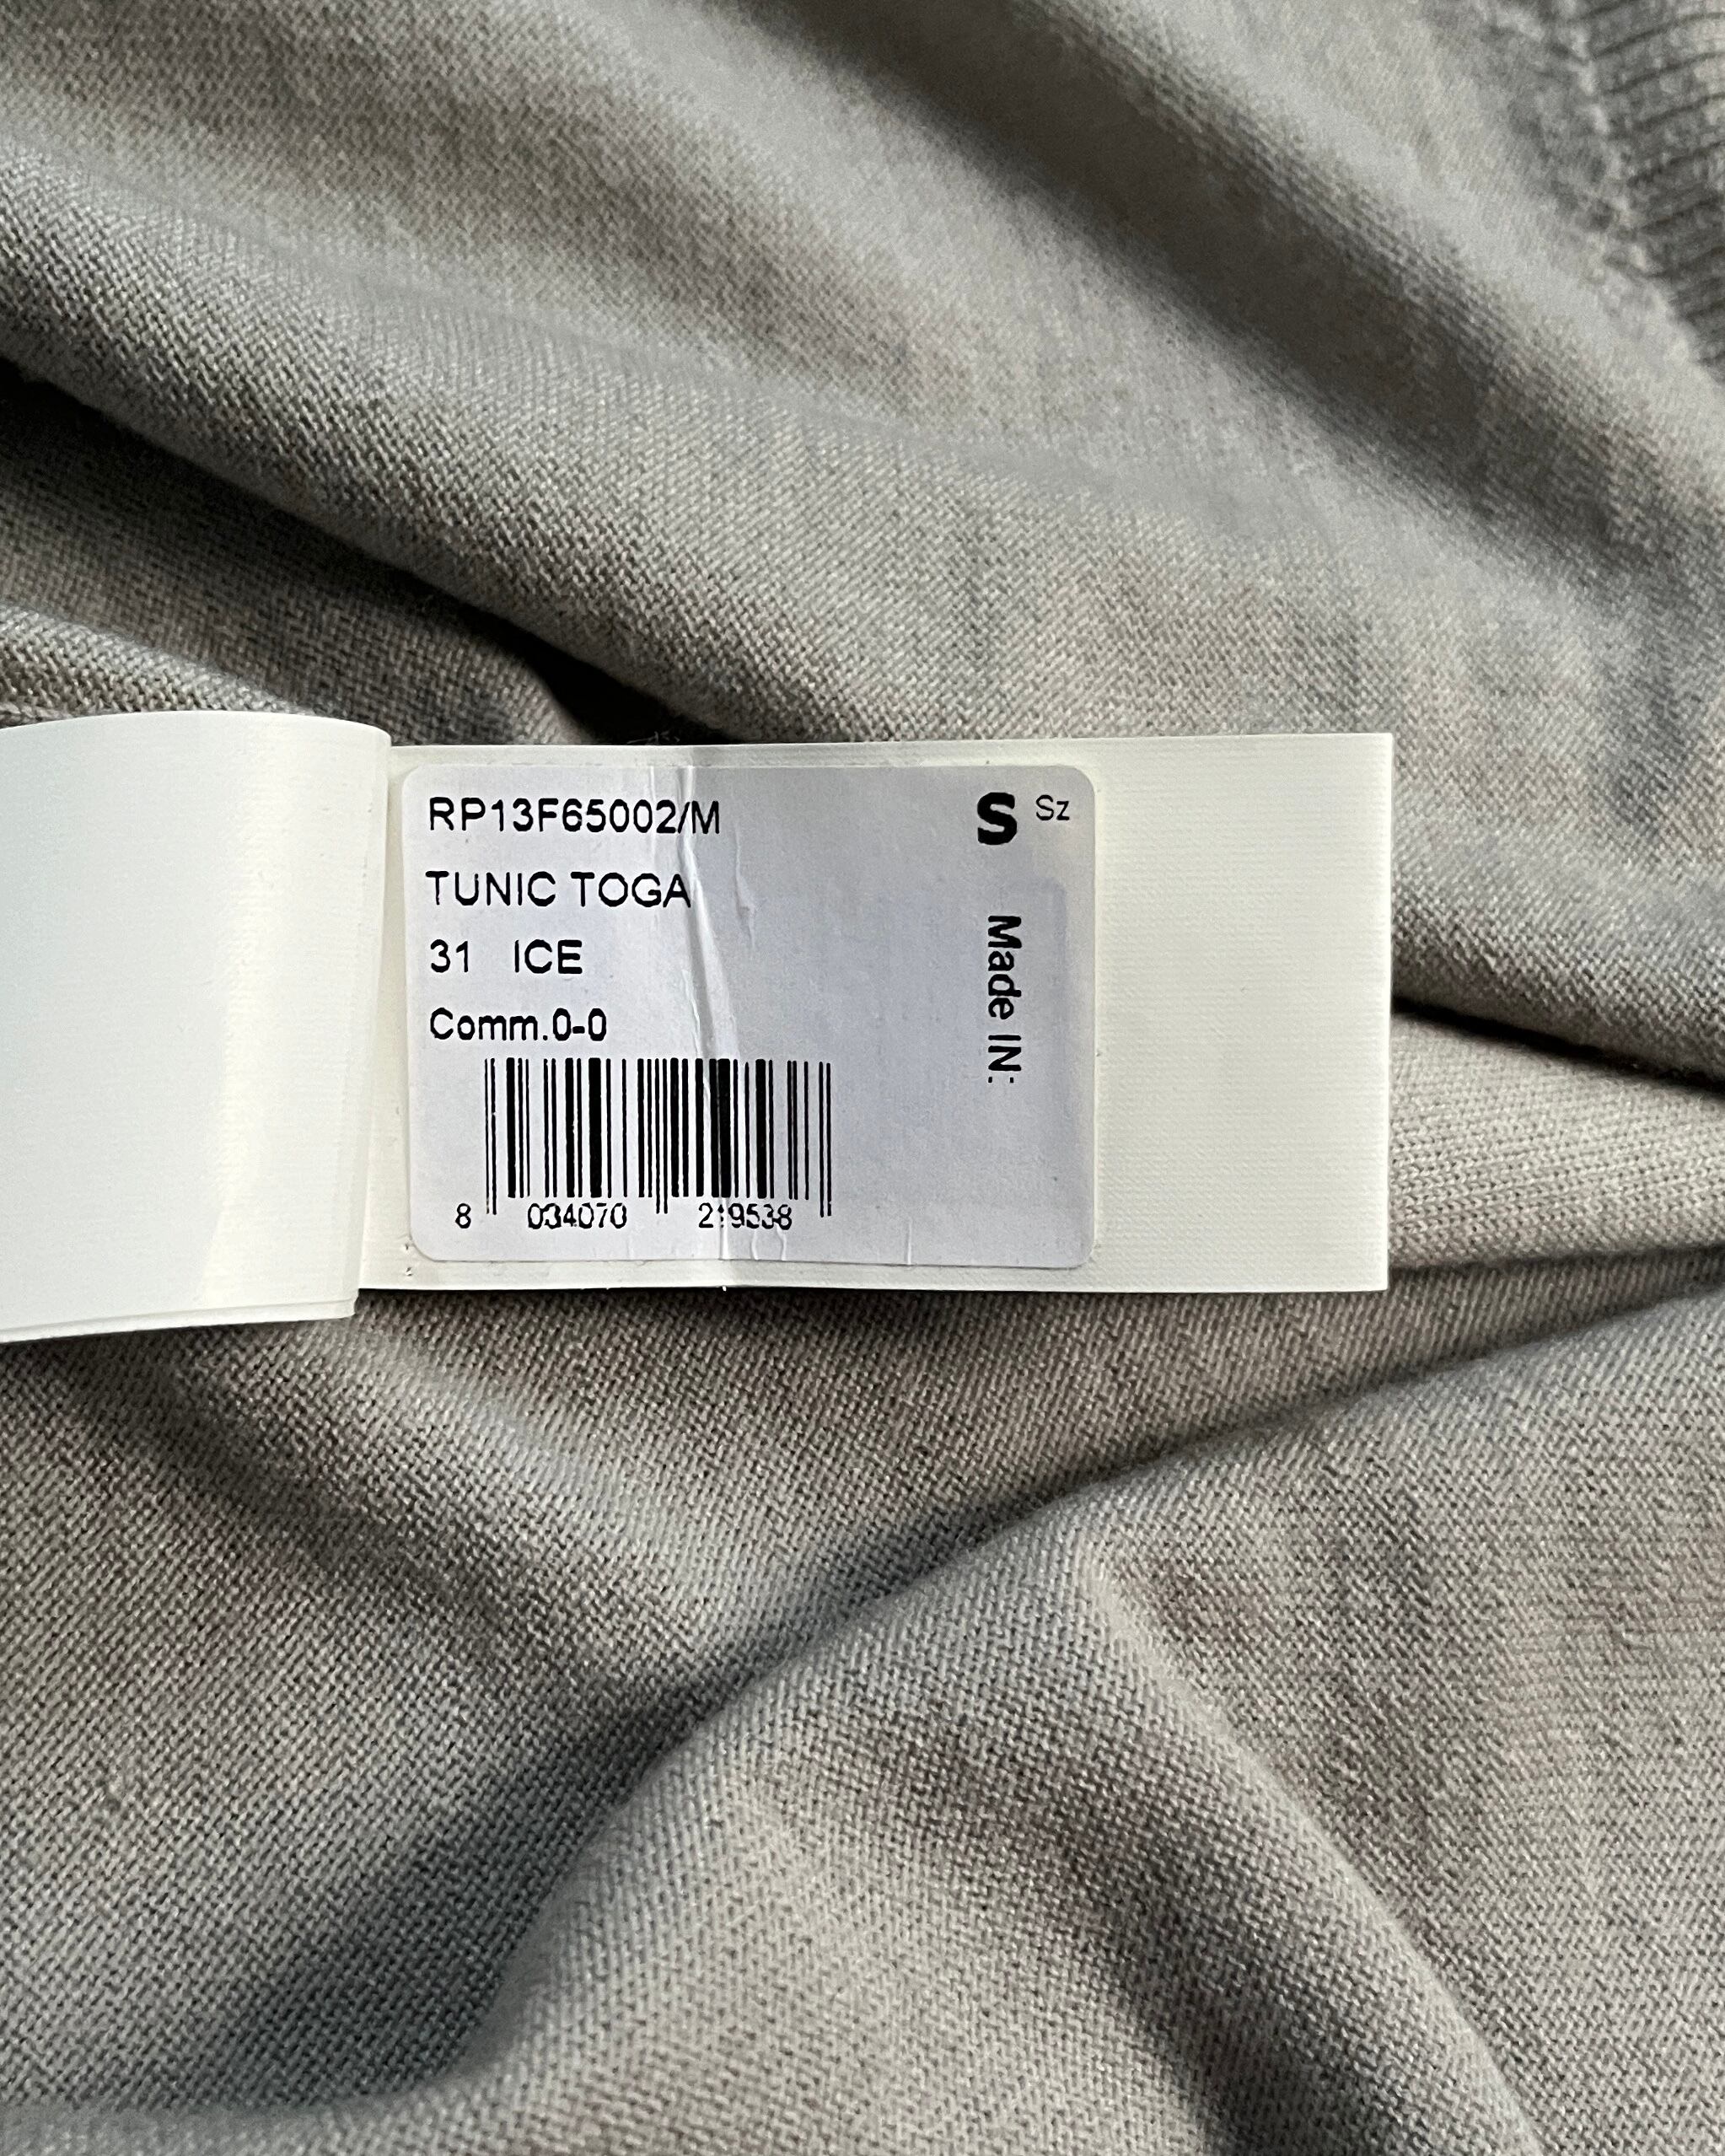 RP13F65002/M
S Sz
TUNIC TOGA
31 ICE
Comm.0-0
Made IN:
8 034070 219538